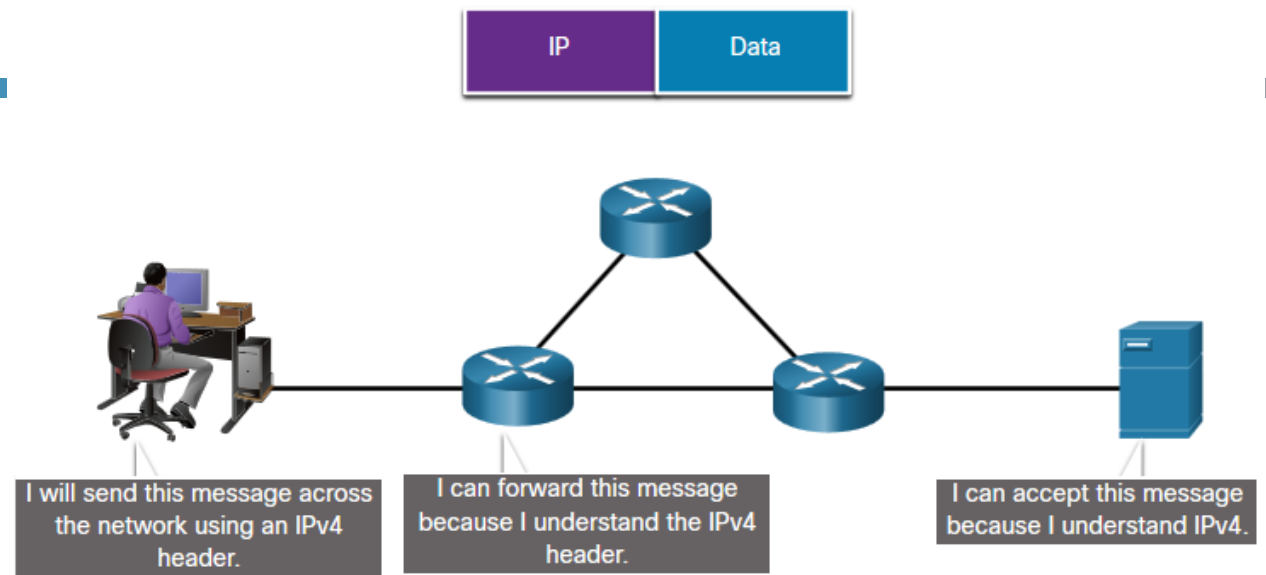 IP
Data
I will send this message across
the network using an IPv4
header.
I can forward this message
because I understand the IPv4
header.
I can accept this message
because I understand IPv4.